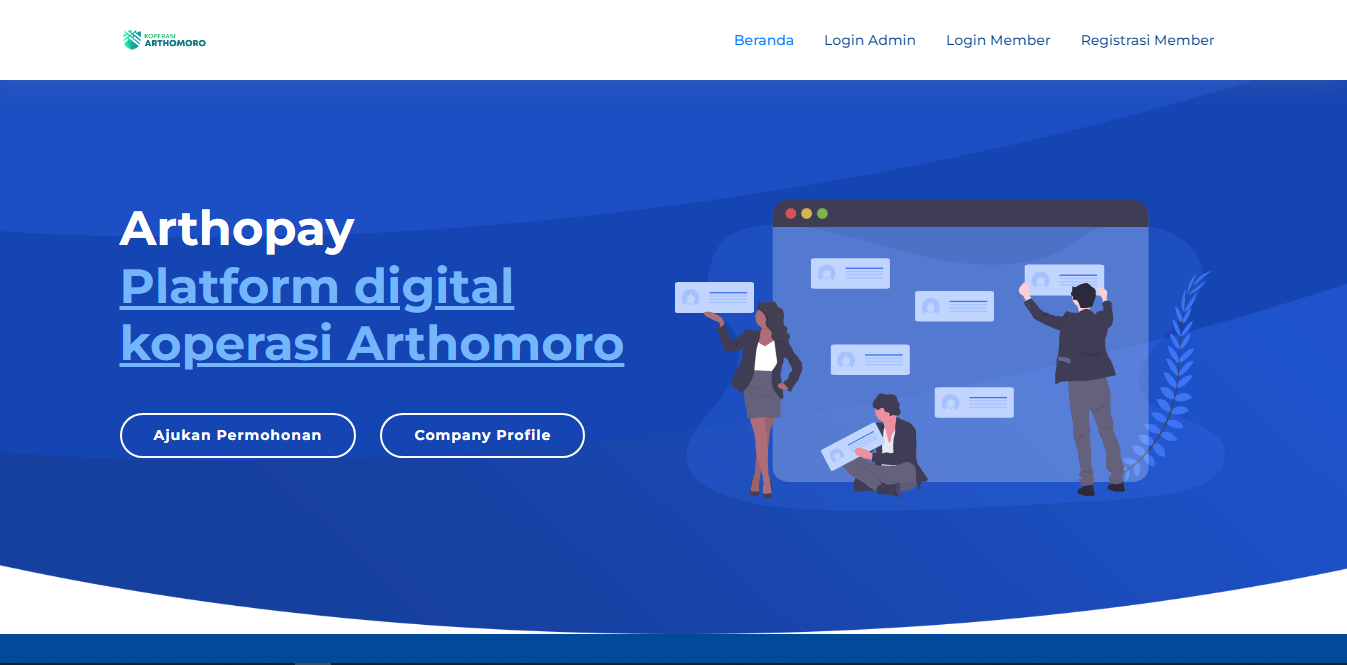 KOPERASI
ARTHOMORO
Beranda
Login Admin
Login Member
Registrasi Member
Arthopay
Platform digital
koperasi Arthomoro
Ajukan Permohonan
Company Profile